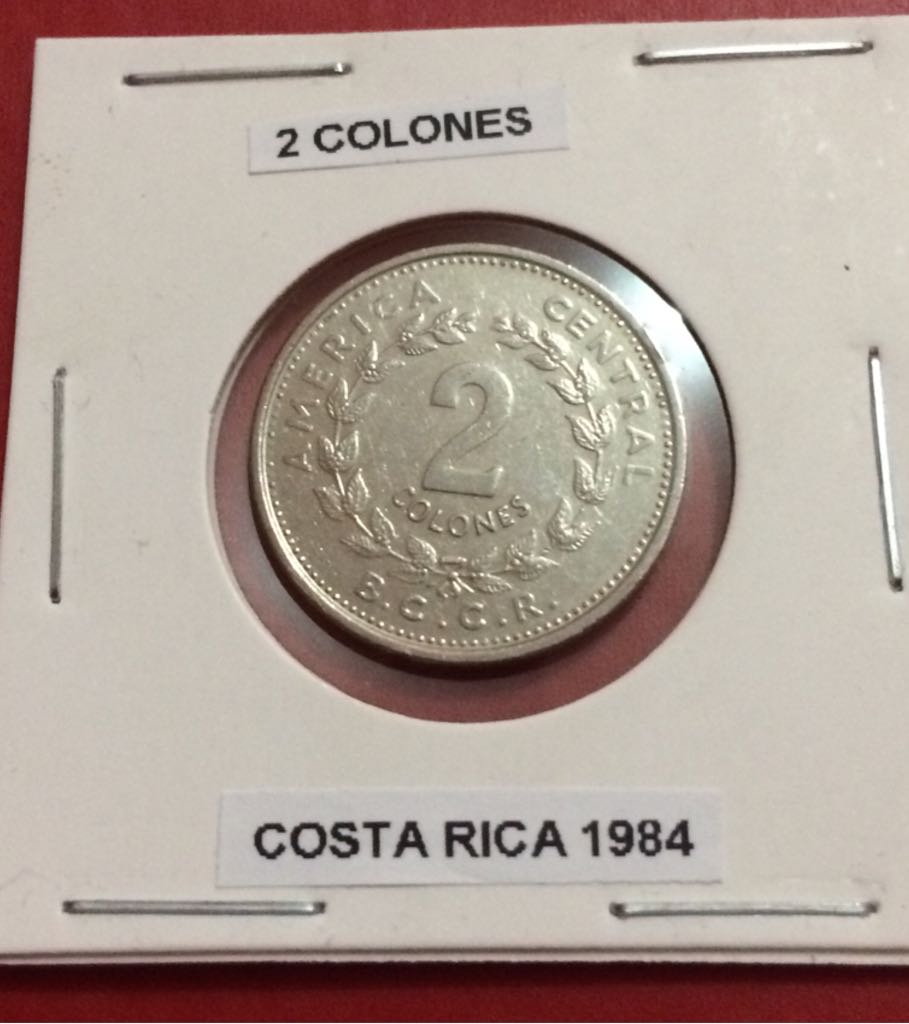 2 COLONES
AMERICA CENTRAL
2
COLONES
B.C.C.R.
COSTA RICA 1984